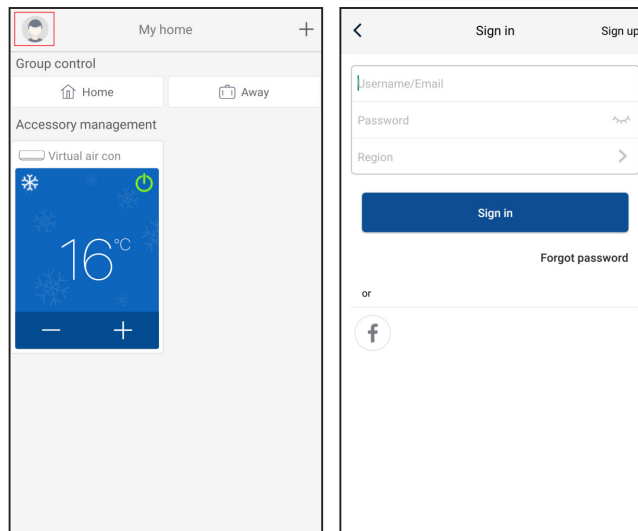 My home
+
Group control
Home
Away
Accessory management
Virtual air con
16°C
— +
Sign in
Sign up
Username/Email
Password
Region
Sign in
Forgot password
or
f